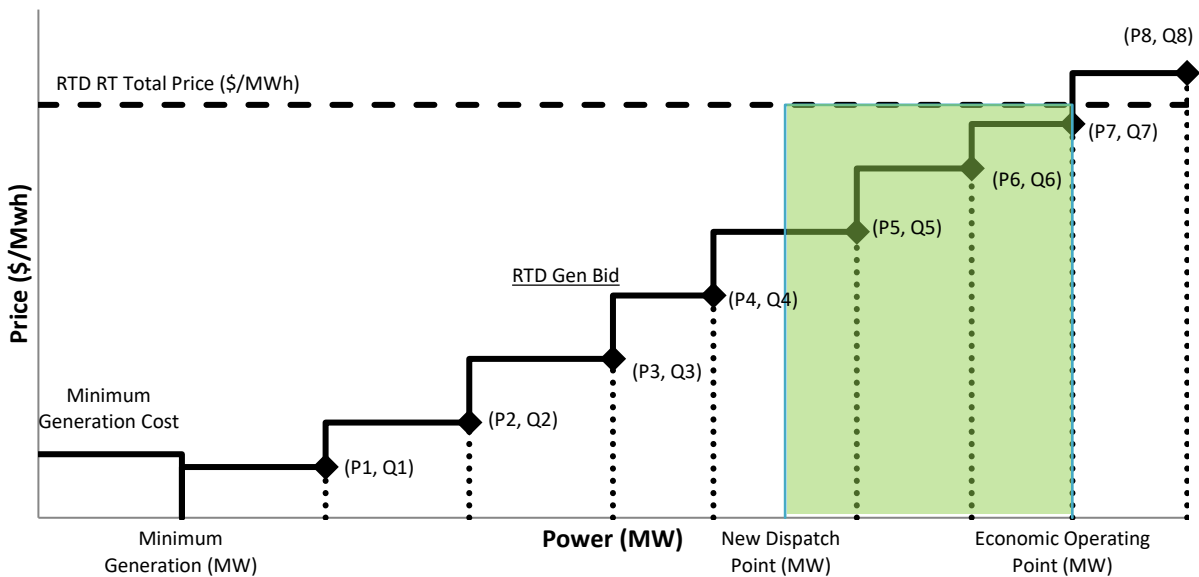 (P8, Q8)
RTD RT Total Price ($/MWh)
(P7, Q7)
(P6, Q6)
Price ($/Mwh)
(P5, Q5)
RTD Gen Bid
(P4, Q4)
(P3, Q3)
Minimum
Generation Cost
(P2, Q2)
(P1, Q1)
Minimum
Generation (MW)
Power (MW)
New Dispatch
Point (MW)
Economic Operating
Point (MW)